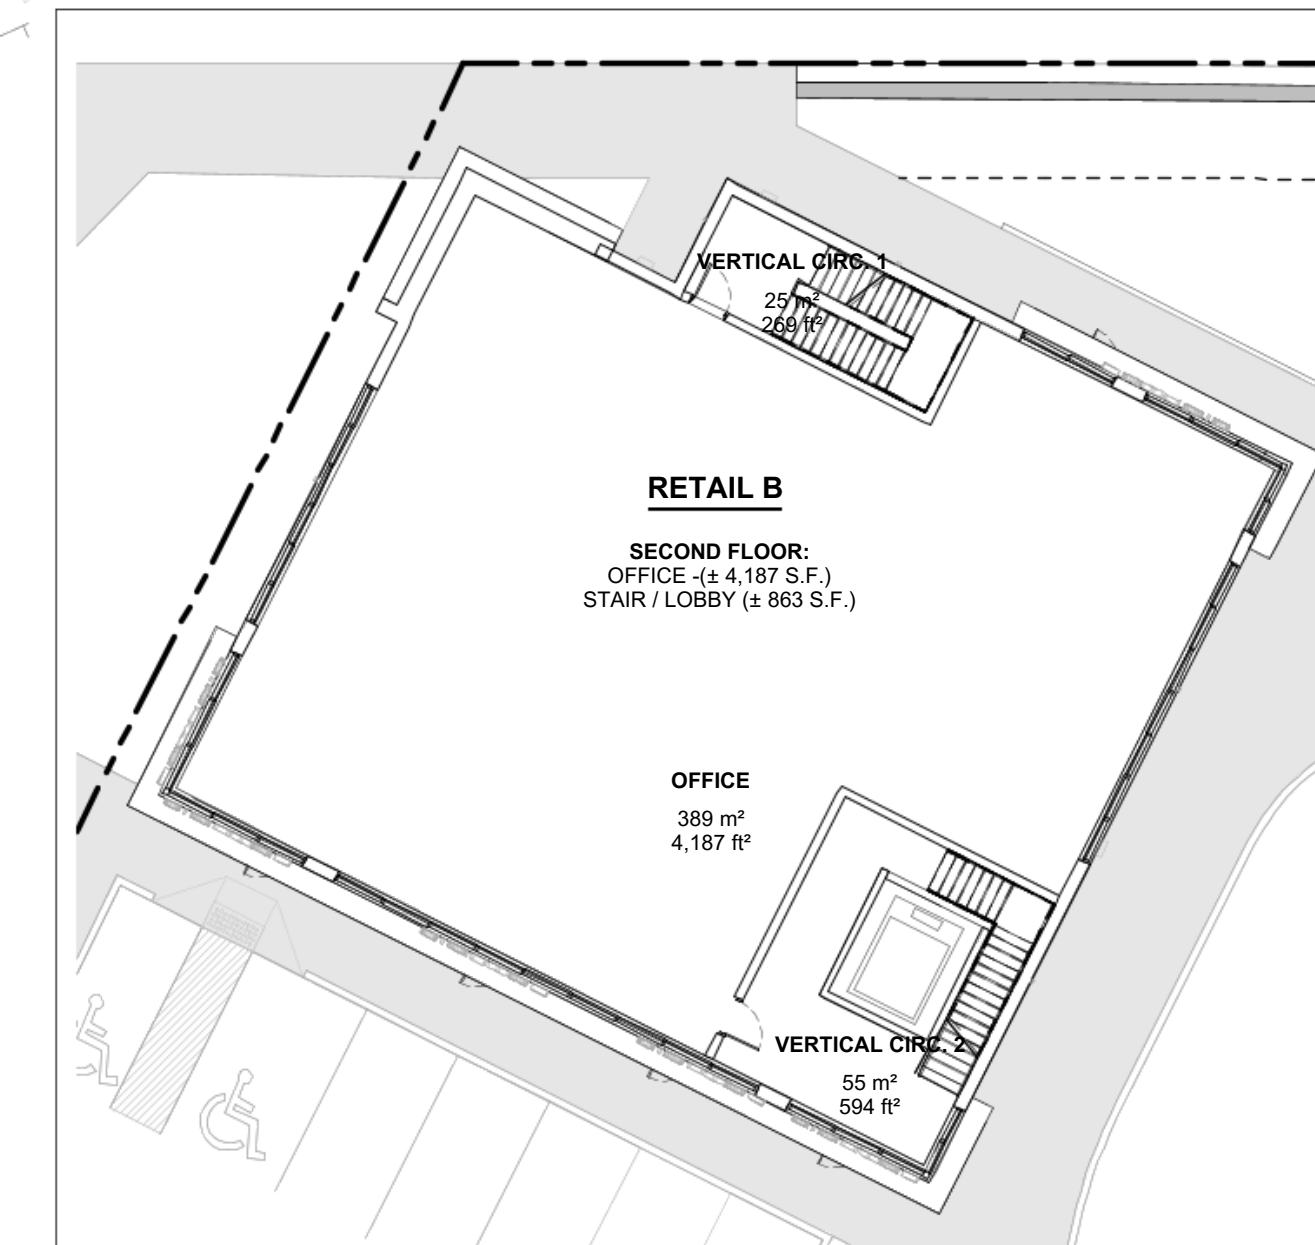 VERTICAL CIRC. 1
25 m²
269 ft²
RETAIL B
SECOND FLOOR:
OFFICE -(± 4,187 S.F.)
STAIR / LOBBY (± 863 S.F.)
OFFICE
389 m²
4,187 ft²
VERTICAL CIRC. 2
55 m²
594 ft²